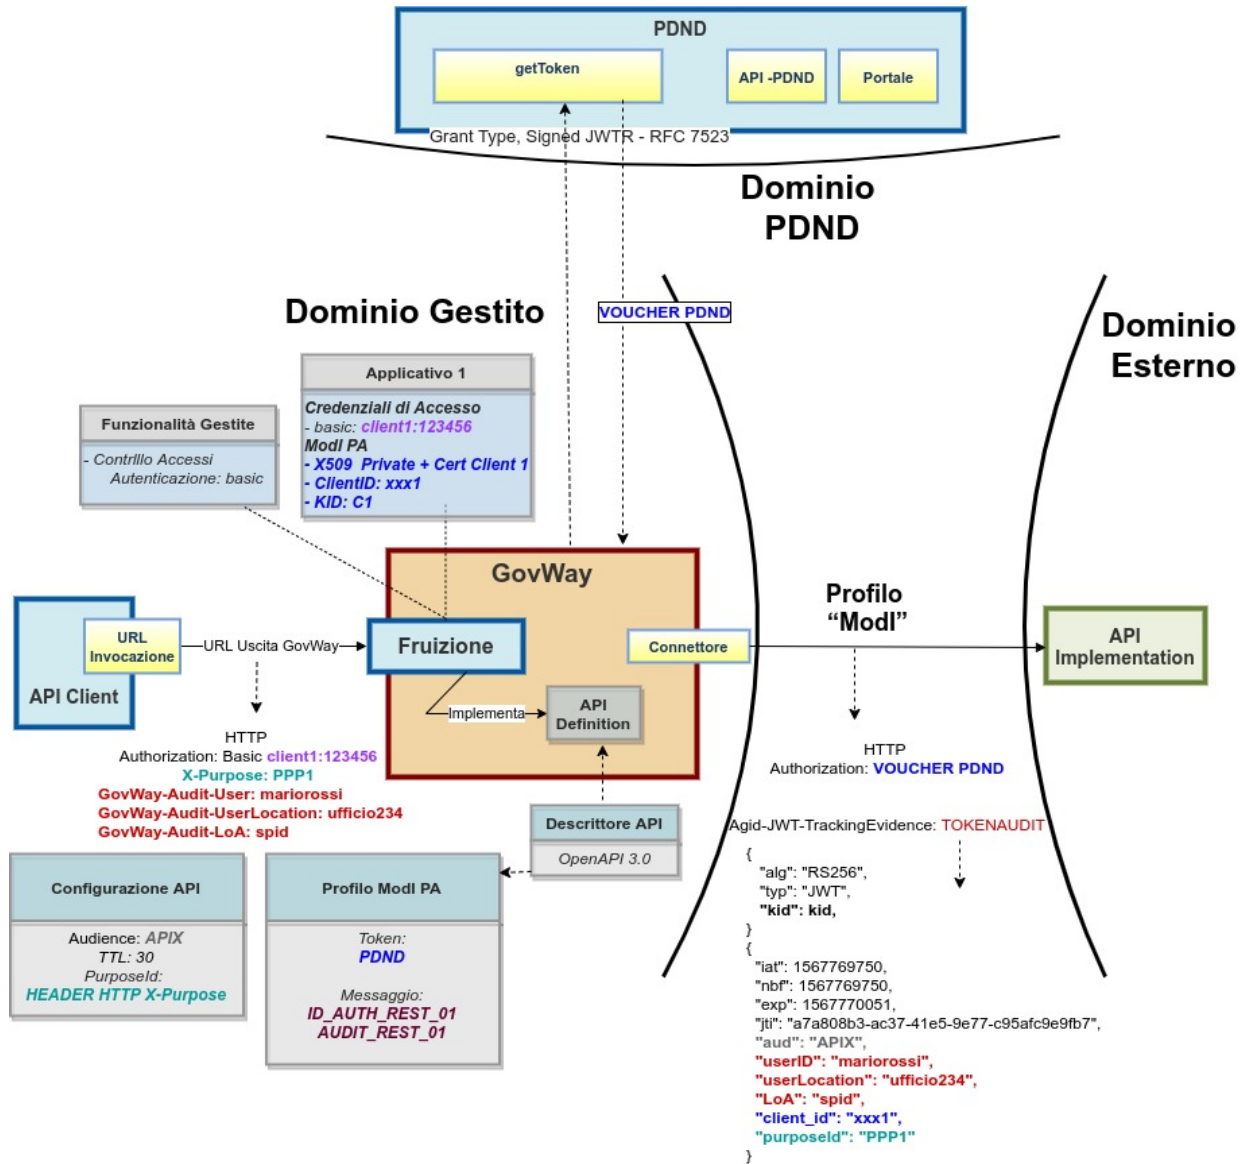 PDND
getToken
API -PDND
Portale
Grant Type, Signed JWTR - RFC 7523
Dominio
PDND
Dominio Gestito
VOUCHER PDND
Dominio
Esterno
Applicativo 1
Credenziali di Accesso
- basic: client1:123456
ModI PA
- X509 Private + Cert Client 1
- ClientID: xxx1
- KID: C1
Funzionalità Gestite
- Contrllo Accessi
Autenticazione: basic
GovWay
Profilo
“ModI”
URL
Invocazione
API Client
URL Uscita GovWay
Fruizione
Connettore
API
Implementation
Implementa
API
Definition
HTTP
Authorization: Basic client1:123456
X-Purpose: PPP1
GovWay-Audit-User: mariorossi
GovWay-Audit-UserLocation: ufficio234
GovWay-Audit-LoA: spid
HTTP
Authorization: VOUCHER PDND
Descrittore API
OpenAPI 3.0
Agid-JWT-TrackingEvidence: TOKENAUDIT
{
"alg": "RS256",
"typ": "JWT",
"kid": kid,
}
{
"iat": 1567769750,
"nbf": 1567769750,
"exp": 1567770051,
"jti": "a7a808b3-ac37-41e5-9e77-c95afc9e9fb7",
"aud": "APIX",
"userID": "mariorossi",
"userLocation": "ufficio234",
"LoA": "spid",
"client_id": "xxx1",
"purposeId": "PPP1"
}
Configurazione API
Audience: APIX
TTL: 30
PurposeId:
HEADER HTTP X-Purpose
Profilo ModI PA
Token:
PDND
Messaggio:
ID_AUTH_REST_01
AUDIT_REST_01